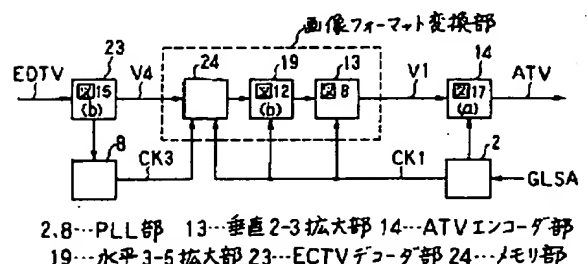 画像フォーマット変換部
23 24 19 13 14
EDTV 図15(b) V4 図12(b) 図8 V1 図17(a) ATV
8 CK3 CK1 2
GLSA
2,8…PLL部 13…垂直2-3拡大部 14…ATVエンコーダ部
19…水平3-5拡大部 23…ECTVデコーダ部 24…メモリ部